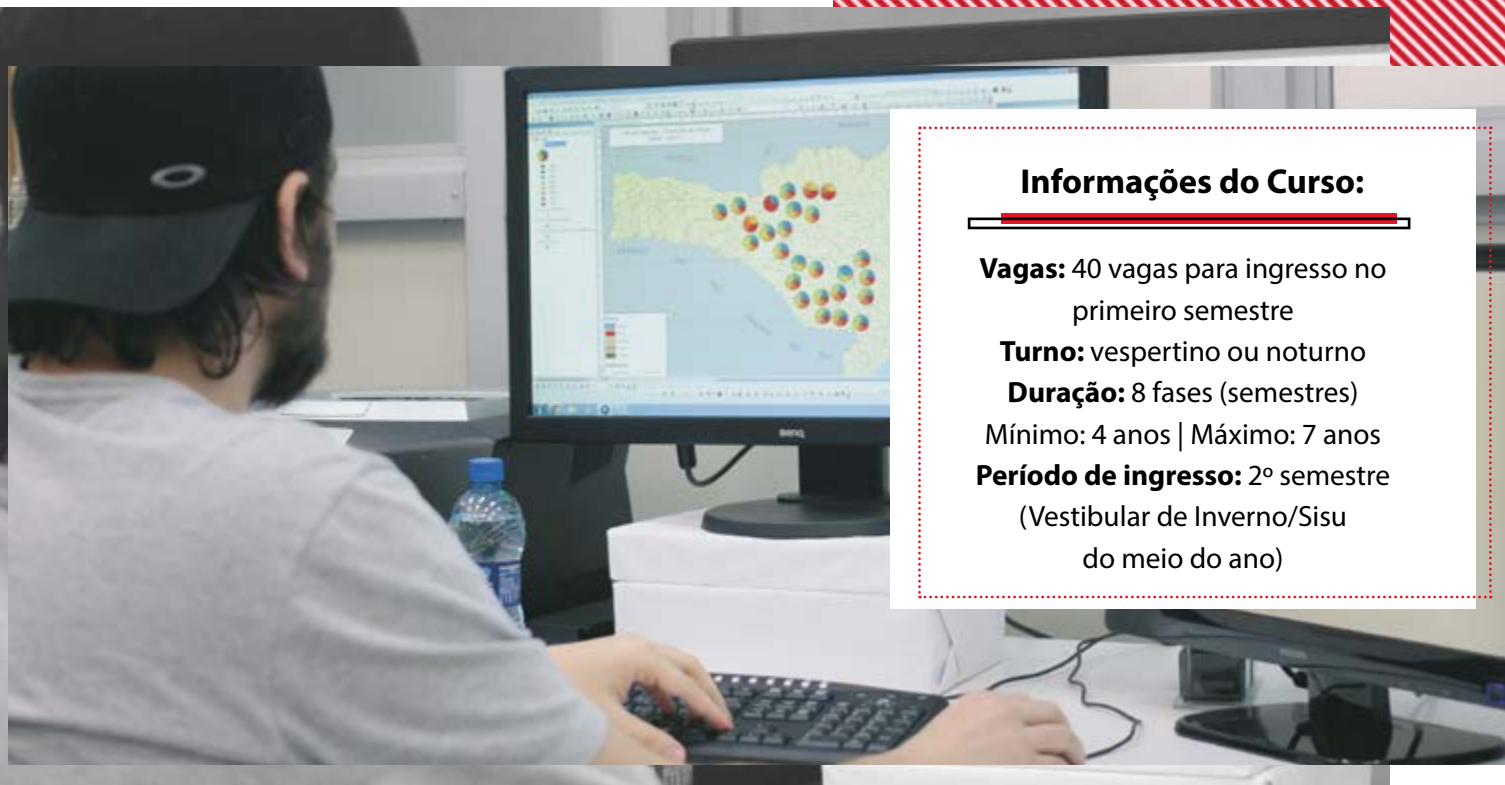 Informações do Curso:
Vagas: 40 vagas para ingresso no
primeiro semestre
Turno: vespertino ou noturno
Duração: 8 fases (semestres)
Mínimo: 4 anos | Máximo: 7 anos
Período de ingresso: 2º semestre
(Vestibular de Inverno/Sisu
do meio do ano)
BenQ